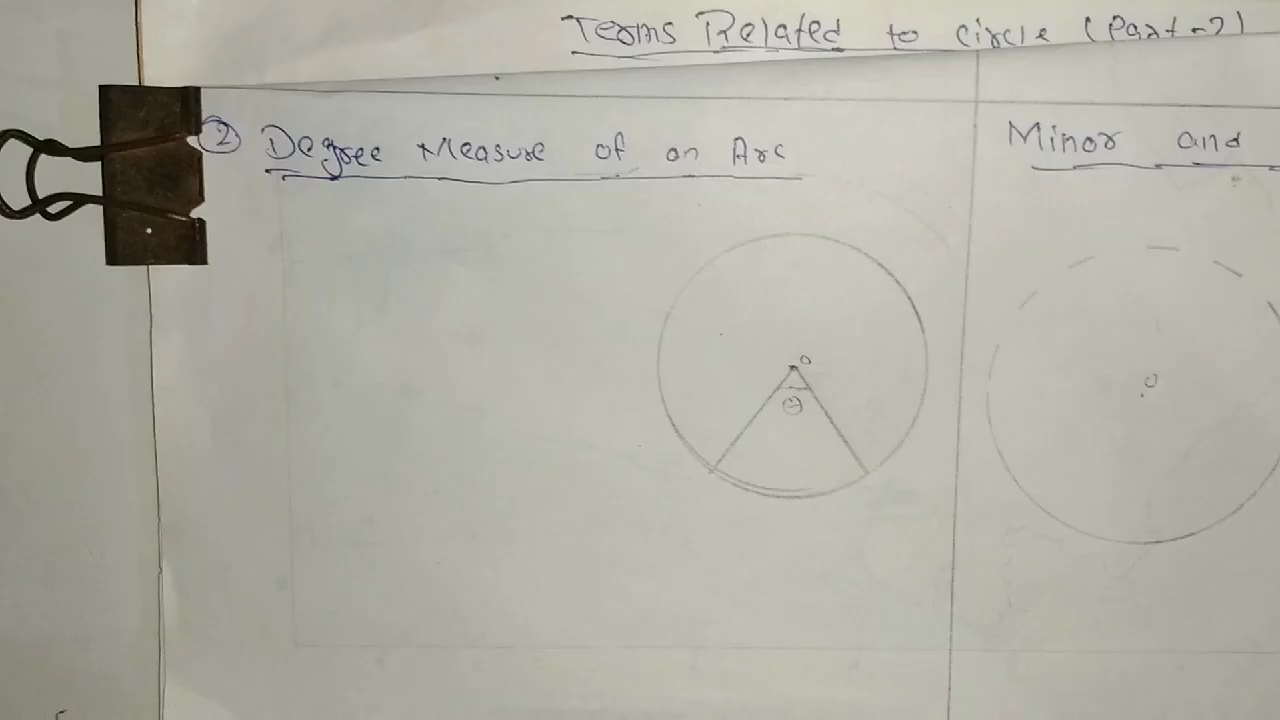 Terms Related to circle (Part-2)
② Degree Measure of an Arc
Minor and
O
θ
O